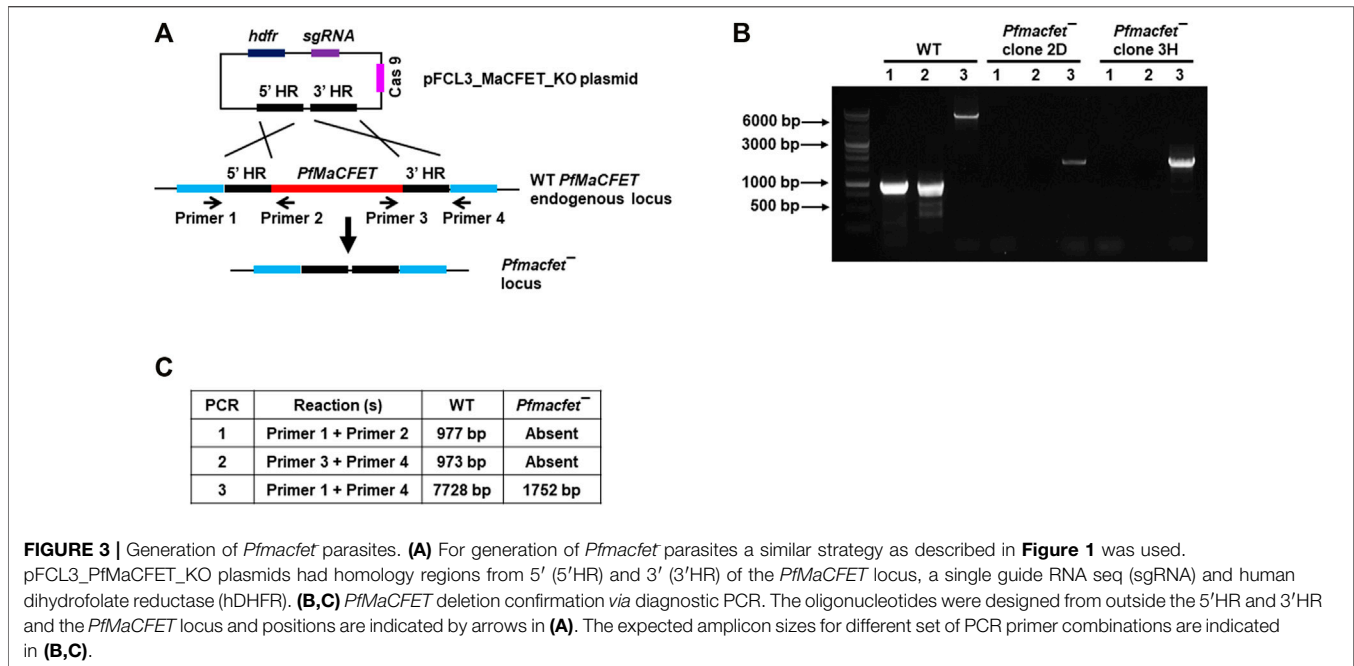 A
hdfr sgRNA
Cas 9
5' HR 3' HR
pFCL3_MaCFET_KO plasmid
5' HR PfMaCFET 3' HR
WT PfMaCFET
endogenous locus
Primer 1 Primer 2 Primer 3 Primer 4
Pfmacfet–
locus
B
WT
Pfmacfet–
clone 2D
Pfmacfet–
clone 3H
1 2 3 1 2 3 1 2 3
6000 bp
3000 bp
1000 bp
500 bp
C
PCR Reaction (s) WT Pfmacfet–
1 Primer 1 + Primer 2 977 bp Absent
2 Primer 3 + Primer 4 973 bp Absent
3 Primer 1 + Primer 4 7728 bp 1752 bp
FIGURE 3 | Generation of Pfmacfet- parasites. (A) For generation of Pfmacfet- parasites a similar strategy as described in Figure 1 was used.
pFCL3_PfMaCFET_KO plasmids had homology regions from 5′ (5′HR) and 3′ (3′HR) of the PfMaCFET locus, a single guide RNA seq (sgRNA) and human
dihydrofolate reductase (hDHFR). (B,C) PfMaCFET deletion confirmation via diagnostic PCR. The oligonucleotides were designed from outside the 5′HR and 3′HR
and the PfMaCFET locus and positions are indicated by arrows in (A). The expected amplicon sizes for different set of PCR primer combinations are indicated
in (B,C).